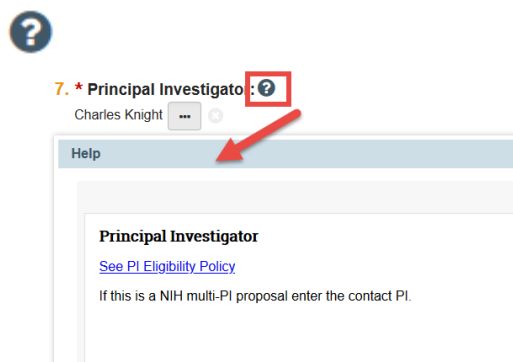 7. * Principal Investigator:
Charles Knight ...
Help
Principal Investigator
See PI Eligibility Policy
If this is a NIH multi-PI proposal enter the contact PI.